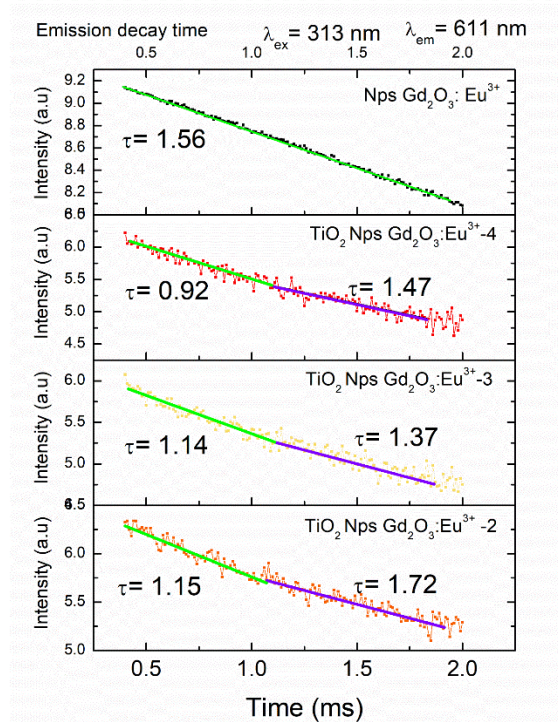 Emission decay time λex = 313 nm λem = 611 nm
0.5 1.0 1.5 2.0
Intensity (a.u)
9.2
9.0
8.8
8.6
8.4
8.2
8.0
Nps Gd₂O₃: Eu³⁺
τ= 1.56
Intensity (a.u)
6.0
5.5
5.0
4.5
TiO₂ Nps Gd₂O₃:Eu³⁺-4
τ= 0.92
τ= 1.47
Intensity (a.u)
6.0
5.5
5.0
TiO₂ Nps Gd₂O₃:Eu³⁺-3
τ= 1.14
τ= 1.37
Intensity (a.u)
6.0
5.5
5.0
TiO₂ Nps Gd₂O₃:Eu³⁺ -2
τ= 1.15
τ= 1.72
0.5 1.0 1.5 2.0
Time (ms)